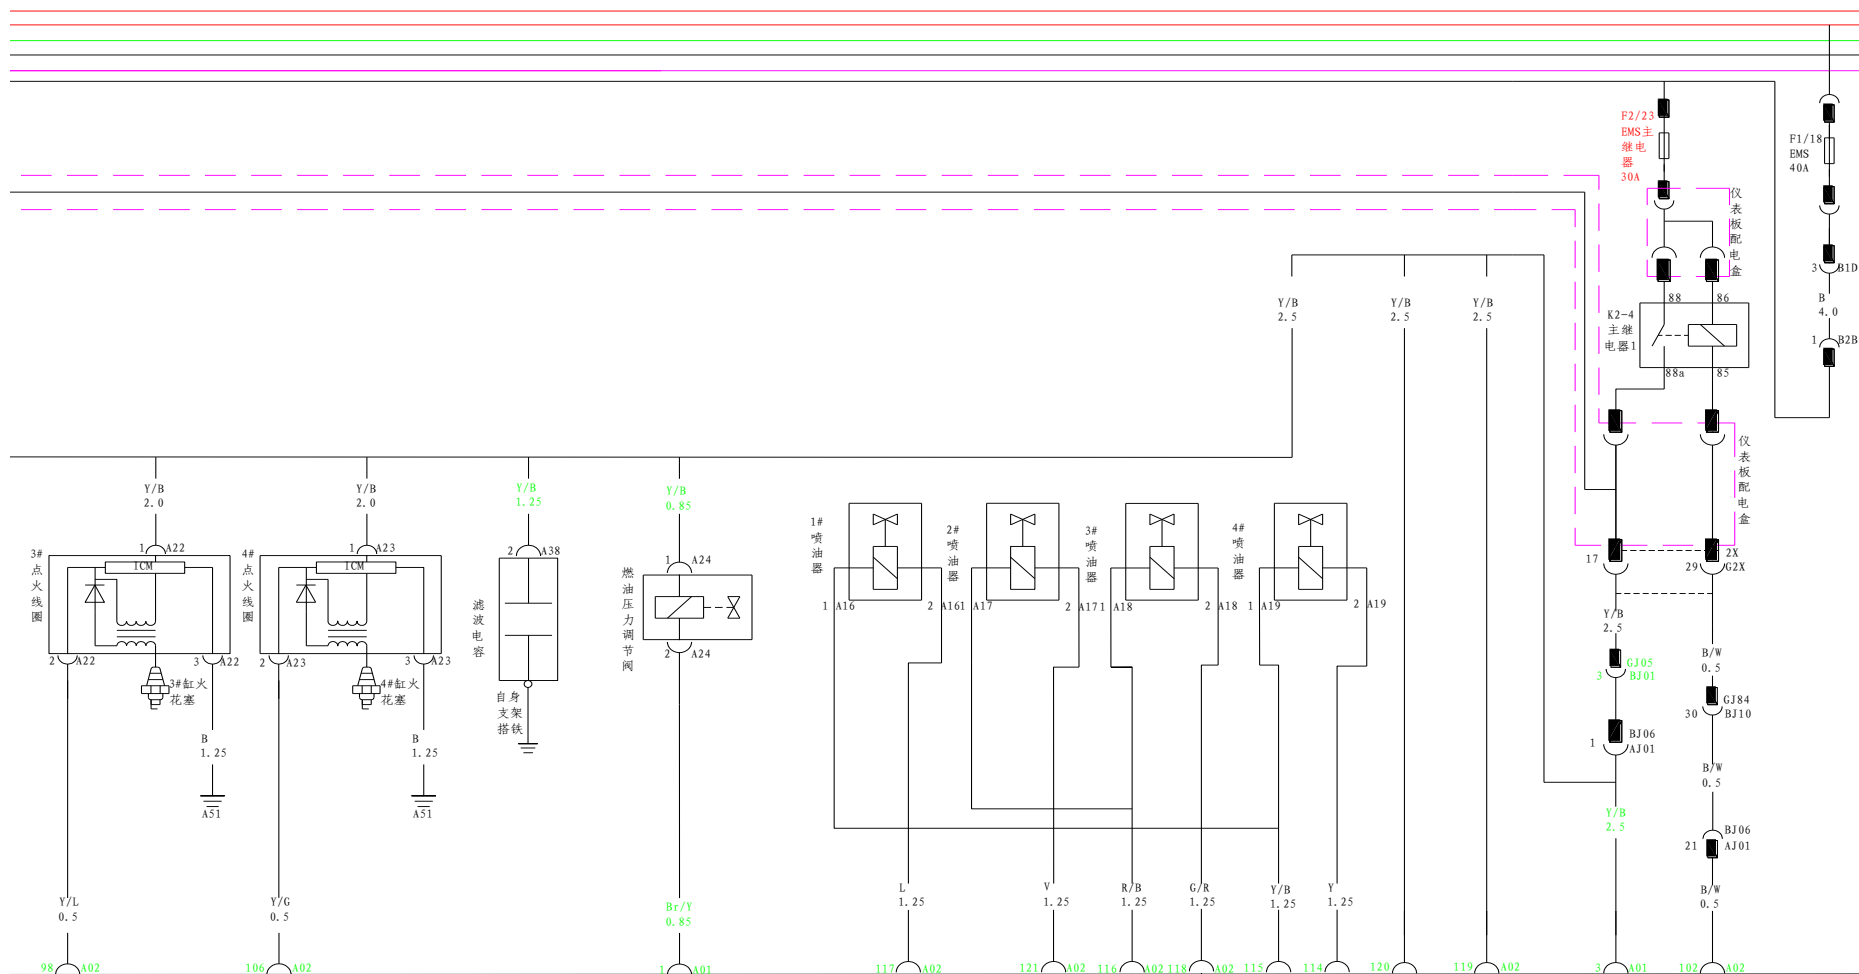 F2/23
EMS主
继电
器
30A
F1/18
EMS
40A
仪
表
板
配
电
盒
3 B1D
B
4.0
1 B2B
88 86
K2-4
主继
电器1
88a 85
Y/B
2.5
Y/B
2.5
Y/B
2.5
仪
表
板
配
电
盒
Y/B
2.0
Y/B
2.0
Y/B
1.25
Y/B
0.85
3#
点
火
线
圈
1 A22
ICM
2 A22
3 A22
3#缸火
花塞
B
1.25
A51
4#
点
火
线
圈
1 A23
ICM
2 A23
3 A23
4#缸火
花塞
B
1.25
A51
2 A38
滤
波
电
容
自身
支架
搭铁
燃
油
压
力
调
节
阀
1 A24
2 A24
1#
喷
油
器
1 A16
2 A16
2#
喷
油
器
1 A17
2 A17
3#
喷
油
器
1 A18
2 A18
4#
喷
油
器
1 A19
2 A19
17
2X
29 G2X
Y/B
2.5
GJ05
3 BJ01
B/W
0.5
GJ84
30 BJ10
BJ06
1 AJ01
B/W
0.5
Y/B
2.5
BJ06
21 AJ01
Y/L
0.5
Y/G
0.5
Br/Y
0.85
L
1.25
V
1.25
R/B
1.25
G/R
1.25
Y/B
1.25
Y
1.25
B/W
0.5
98 A02
106 A02
1 A01
117 A02
121 A02
116 A02
118 A02
115
114
120
119 A02
3 A01
102 A02